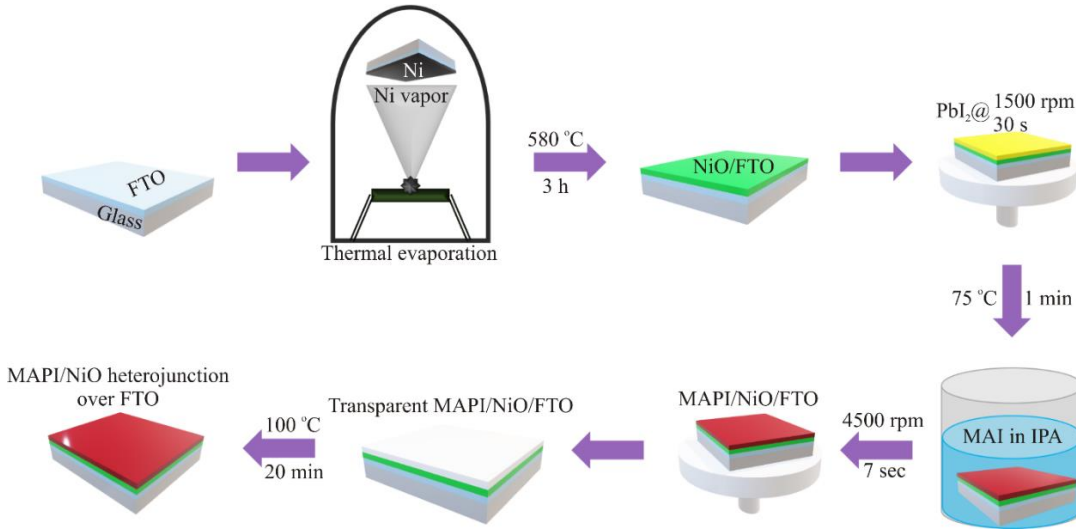 FTO
Glass
Ni
Ni vapor
Thermal evaporation
580 °C
3 h
NiO/FTO
PbI₂@ 1500 rpm
30 s
75 °C 1 min
MAI in IPA
4500 rpm
7 sec
MAPI/NiO/FTO
Transparent MAPI/NiO/FTO
100 °C
20 min
MAPI/NiO heterojunction
over FTO